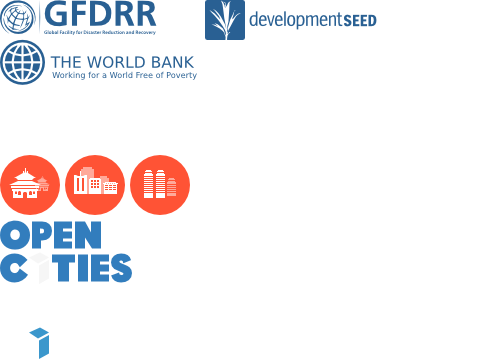 GFDRR
Global Facility for Disaster Reduction and Recovery
developmentSEED
THE WORLD BANK
Working for a World Free of Poverty
OPEN
CITIES